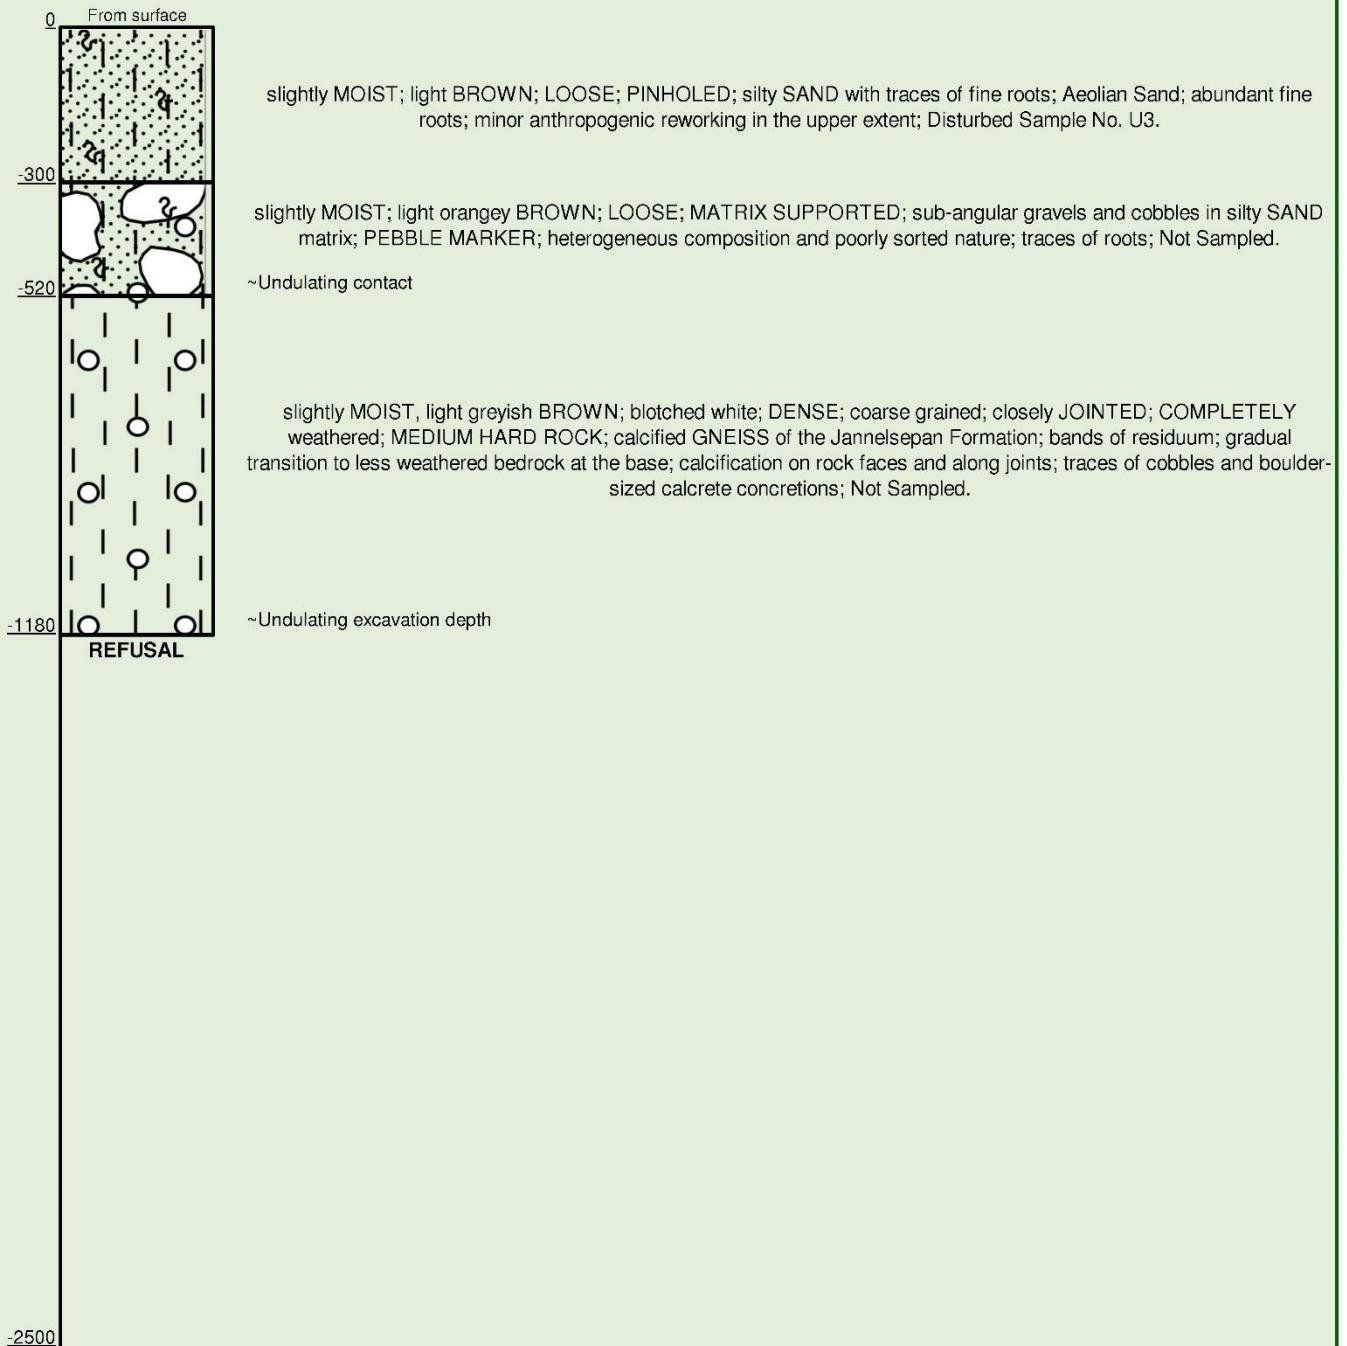 From surface
0
slightly MOIST; light BROWN; LOOSE; PINHOLED; silty SAND with traces of fine roots; Aeolian Sand; abundant fine
roots; minor anthropogenic reworking in the upper extent; Disturbed Sample No. U3.
-300
slightly MOIST; light orangey BROWN; LOOSE; MATRIX SUPPORTED; sub-angular gravels and cobbles in silty SAND
matrix; PEBBLE MARKER; heterogeneous composition and poorly sorted nature; traces of roots; Not Sampled.
~Undulating contact
-520
slightly MOIST, light greyish BROWN; blotched white; DENSE; coarse grained; closely JOINTED; COMPLETELY
weathered; MEDIUM HARD ROCK; calcified GNEISS of the Jannelsepan Formation; bands of residuum; gradual
transition to less weathered bedrock at the base; calcification on rock faces and along joints; traces of cobbles and boulder-
sized calcrete concretions; Not Sampled.
~Undulating excavation depth
-1180
REFUSAL
-2500